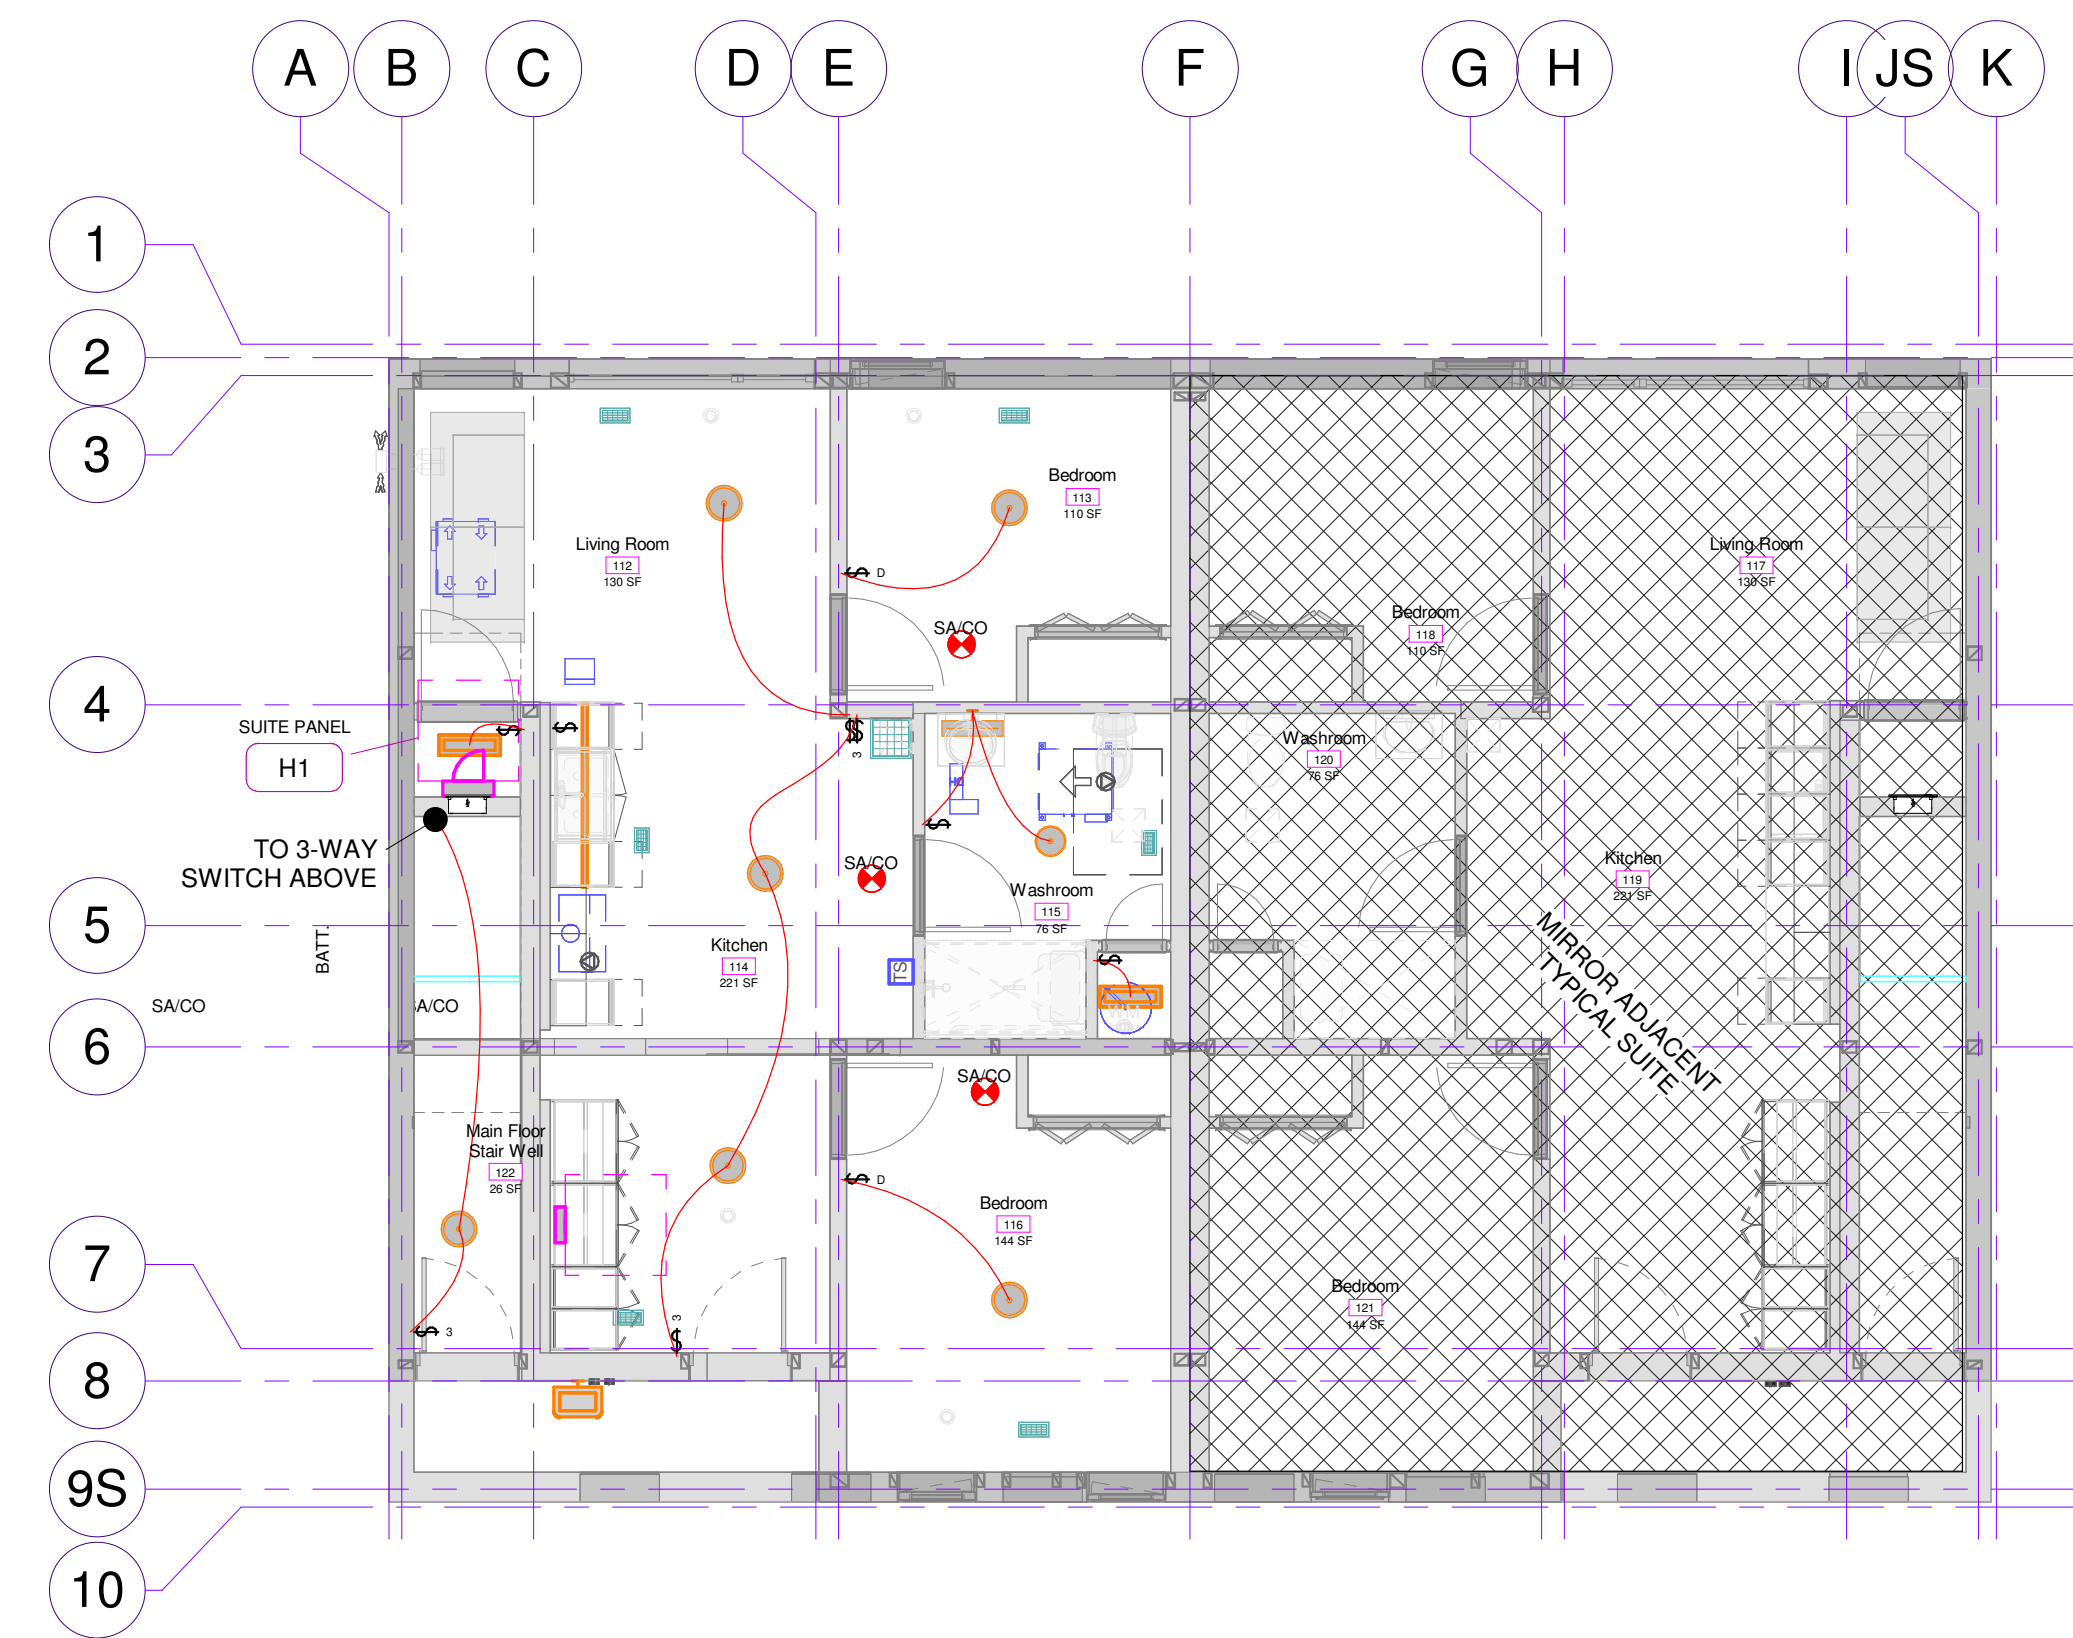 A
B
C
D
E
F
G
H
I
JS
K
1
2
3
4
5
6
7
8
9S
10
Living Room
112
130 SF
Bedroom
113
110 SF
D
SA/CO
Living Room
117
130 SF
Bedroom
118
110 SF
SUITE PANEL
H1
TO 3-WAY
SWITCH ABOVE
BATT.
SA/CO
SA/CO
3
SA/CO
Kitchen
114
221 SF
TS
Washroom
115
76 SF
WM
Washroom
120
76 SF
Kitchen
119
221 SF
MIRROR ADJACENT
TYPICAL SUITE
Main Floor
Stair Well
122
26 SF
3
3
SA/CO
D
Bedroom
116
144 SF
Bedroom
121
144 SF